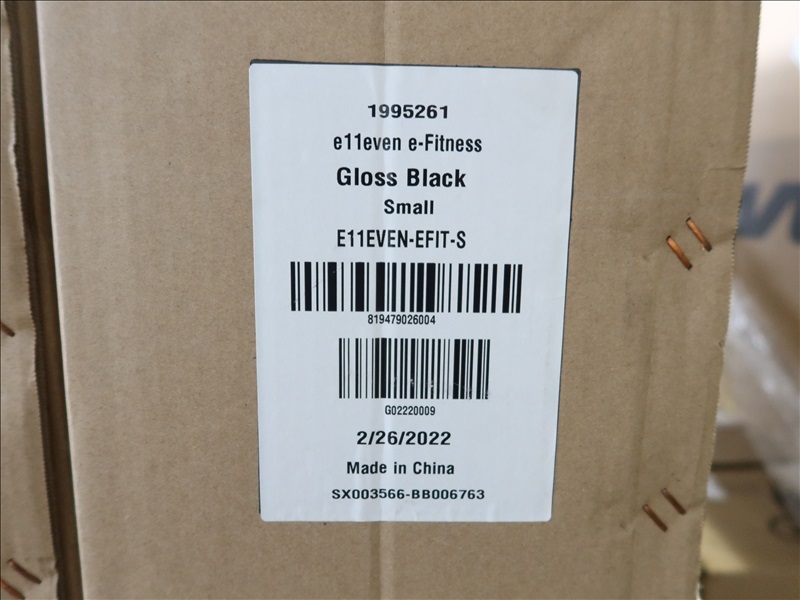 1995261
e11even e-Fitness
Gloss Black
Small
E11EVEN-EFIT-S
819479026004
G02220009
2/26/2022
Made in China
SX003566-BB006763